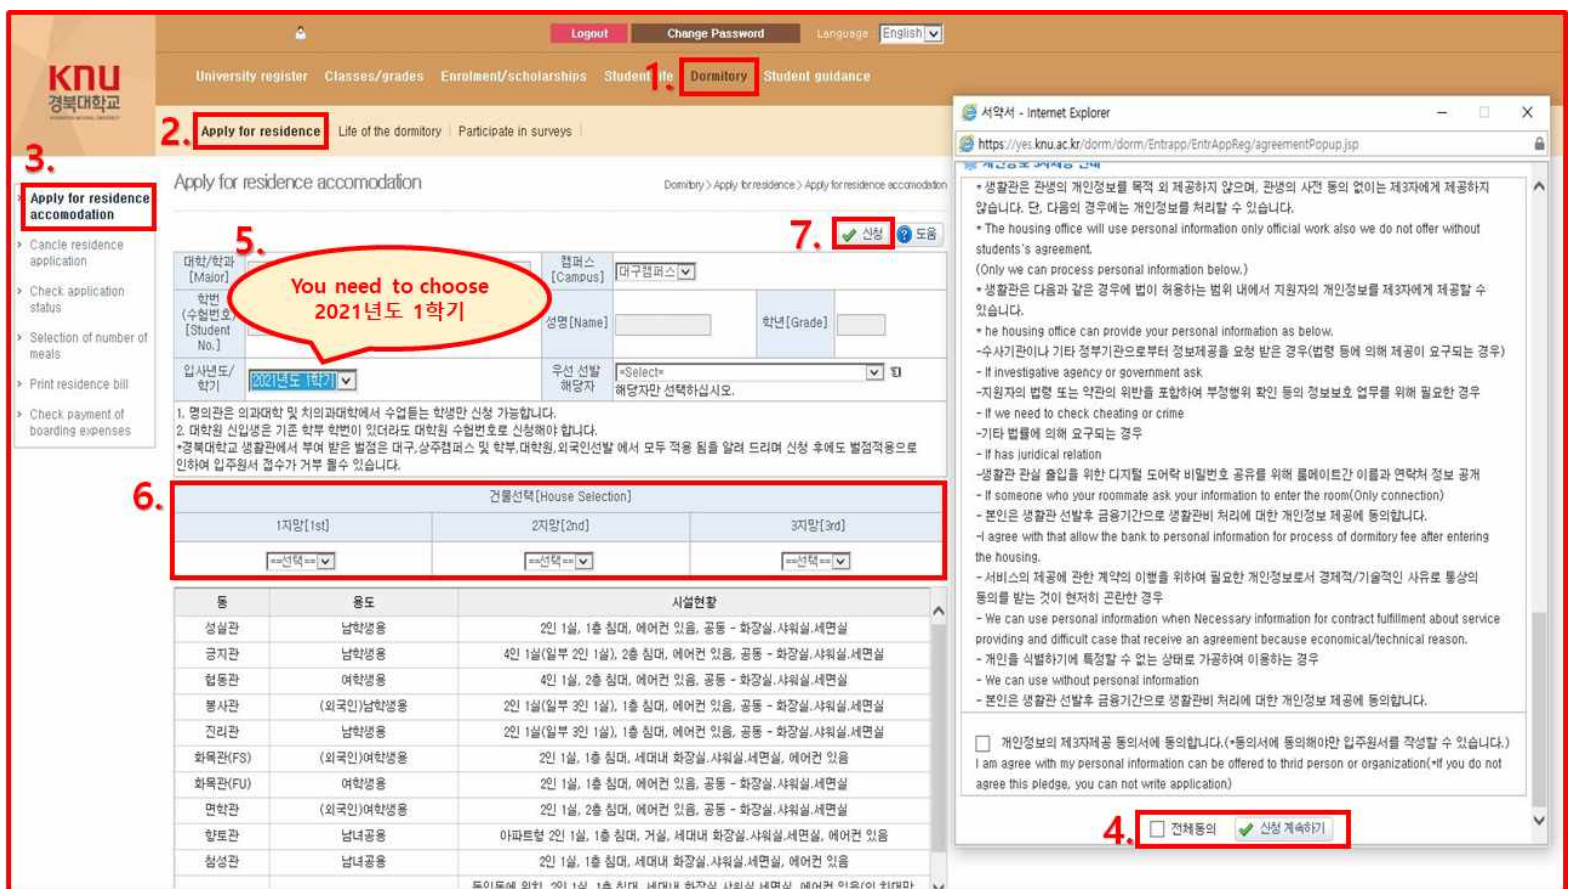 Logout
Change Password
Language
English
KNU
경북대학교
University register
Classes/grades
Enrolment/scholarships
Student life
1.
Dormitory
Student guidance
2.
Apply for residence
Life of the dormitory
Participate in surveys
3.
Apply for residence
accomodation
Cancle residence
application
Check application
status
Selection of number of
meals
Print residence bill
Check payment of
boarding expenses
Apply for residence accomodation
Dormitory > Apply for residence > Apply for residence accomodation
7.
신청
도움
5.
You need to choose
2021년도 1학기
대학/학과
[Major]
캠퍼스
[Campus]
대구캠퍼스
학번
(수험번호)
[Student
No.]
성명[Name]
학년[Grade]
입사년도/
학기
2021년도 1학기
우선 선발
해당자
*Select*
해당자만 선택하십시오.
1. 명의관은 의과대학 및 치의과대학에서 수업듣는 학생만 신청 가능합니다.
2. 대학원 신입생은 기존 학부 학번이 있더라도 대학원 수험번호로 신청해야 합니다.
*경북대학교 생활관에서 부여 받은 벌점은 대구,상주캠퍼스 및 학부,대학원,외국인선발 에서 모두 적용 됨을 알려 드리며 신청 후에도 벌점적용으로
인하여 입주원서 접수가 거부 될수 있습니다.
6.
건물선택[House Selection]
1지망[1st]
2지망[2nd]
3지망[3rd]
==선택==
==선택==
==선택==
동 용도 시설현황
성실관 남학생용 2인 1실, 1층 침대, 에어컨 있음, 공동 - 화장실.샤워실.세면실
긍지관 남학생용 4인 1실(일부 2인 1실), 2층 침대, 에어컨 있음, 공동 - 화장실.샤워실.세면실
협동관 여학생용 4인 1실, 2층 침대, 에어컨 있음, 공동 - 화장실.샤워실.세면실
봉사관 (외국인)남학생용 2인 1실(일부 3인 1실), 1층 침대, 에어컨 있음, 공동 - 화장실.샤워실.세면실
진리관 남학생용 2인 1실(일부 3인 1실), 1층 침대, 에어컨 있음, 공동 - 화장실.샤워실.세면실
화목관(FS) (외국인)여학생용 2인 1실, 1층 침대, 세대내 화장실.샤워실.세면실, 에어컨 있음
화목관(FU) 여학생용 2인 1실, 1층 침대, 에어컨 있음, 공동 - 화장실.샤워실.세면실
면학관 (외국인)여학생용 2인 1실, 2층 침대, 에어컨 있음, 공동 - 화장실.샤워실.세면실
향토관 남녀공용 아파트형 2인 1실, 1층 침대, 거실, 세대내 화장실.샤워실.세면실, 에어컨 있음
첨성관 남녀공용 2인 1실, 1층 침대, 세대내 화장실.샤워실.세면실, 에어컨 있음
서약서 - Internet Explorer
https://yes.knu.ac.kr/dorm/dorm/Entrapp/EntrAppReg/agreementPopup.jsp
* 생활관은 관생의 개인정보를 목적 외 제공하지 않으며, 관생의 사전 동의 없이는 제3자에게 제공하지
않습니다. 단, 다음의 경우에는 개인정보를 처리할 수 있습니다.
* The housing office will use personal information only official work also we do not offer without
students's agreement.
(Only we can process personal information below.)
* 생활관은 다음과 같은 경우에 법이 허용하는 범위 내에서 지원자의 개인정보를 제3자에게 제공할 수
있습니다.
* he housing office can provide your personal information as below.
-수사기관이나 기타 정부기관으로부터 정보제공을 요청 받은 경우(법령 등에 의해 제공이 요구되는 경우)
- If investigative agency or government ask
-지원자의 법령 또는 약관의 위반을 포함하여 부정행위 확인 등의 정보보호 업무를 위해 필요한 경우
- If we need to check cheating or crime
-기타 법률에 의해 요구되는 경우
- If has juridical relation
-생활관 관실 출입을 위한 디지털 도어락 비밀번호 공유를 위해 룸메이트간 이름과 연락처 정보 공개
- If someone who your roommate ask your information to enter the room(Only connection)
- 본인은 생활관 선발후 금융기간으로 생활관비 처리에 대한 개인정보 제공에 동의합니다.
-I agree with that allow the bank to personal information for process of dormitory fee after entering
the housing.
- 서비스의 제공에 관한 계약의 이행을 위하여 필요한 개인정보로서 경제적/기술적인 사유로 통상의
동의를 받는 것이 현저히 곤란한 경우
- We can use personal information when Necessary information for contract fulfillment about service
providing and difficult case that receive an agreement because economical/technical reason.
- 개인을 식별하기에 특정할 수 없는 상태로 가공하여 이용하는 경우
- We can use without personal information
- 본인은 생활관 선발후 금융기간으로 생활관비 처리에 대한 개인정보 제공에 동의합니다.
개인정보의 제3자제공 동의서에 동의합니다.(*동의서에 동의해야만 입주원서를 작성할 수 있습니다.)
I am agree with my personal information can be offered to thrid person or organization(*If you do not
agree this pledge, you can not write application)
4.
전체동의
신청 계속하기